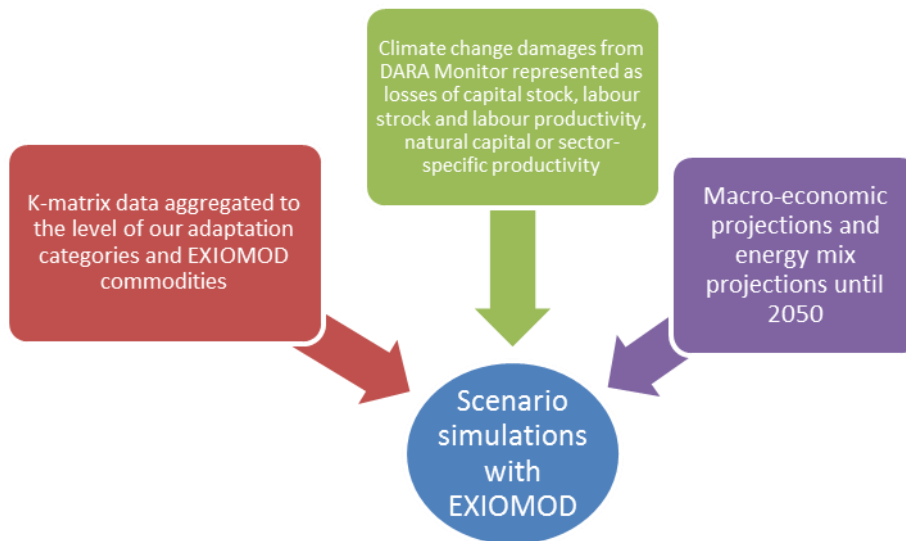 Climate change damages from
DARA Monitor represented as
losses of capital stock, labour
strock and labour productivity,
natural capital or sector-
specific productivity
K-matrix data aggregated to
the level of our adaptation
categories and EXIOMOD
commodities
Macro-economic
projections and
energy mix
projections until
2050
Scenario
simulations
with
EXIOMOD